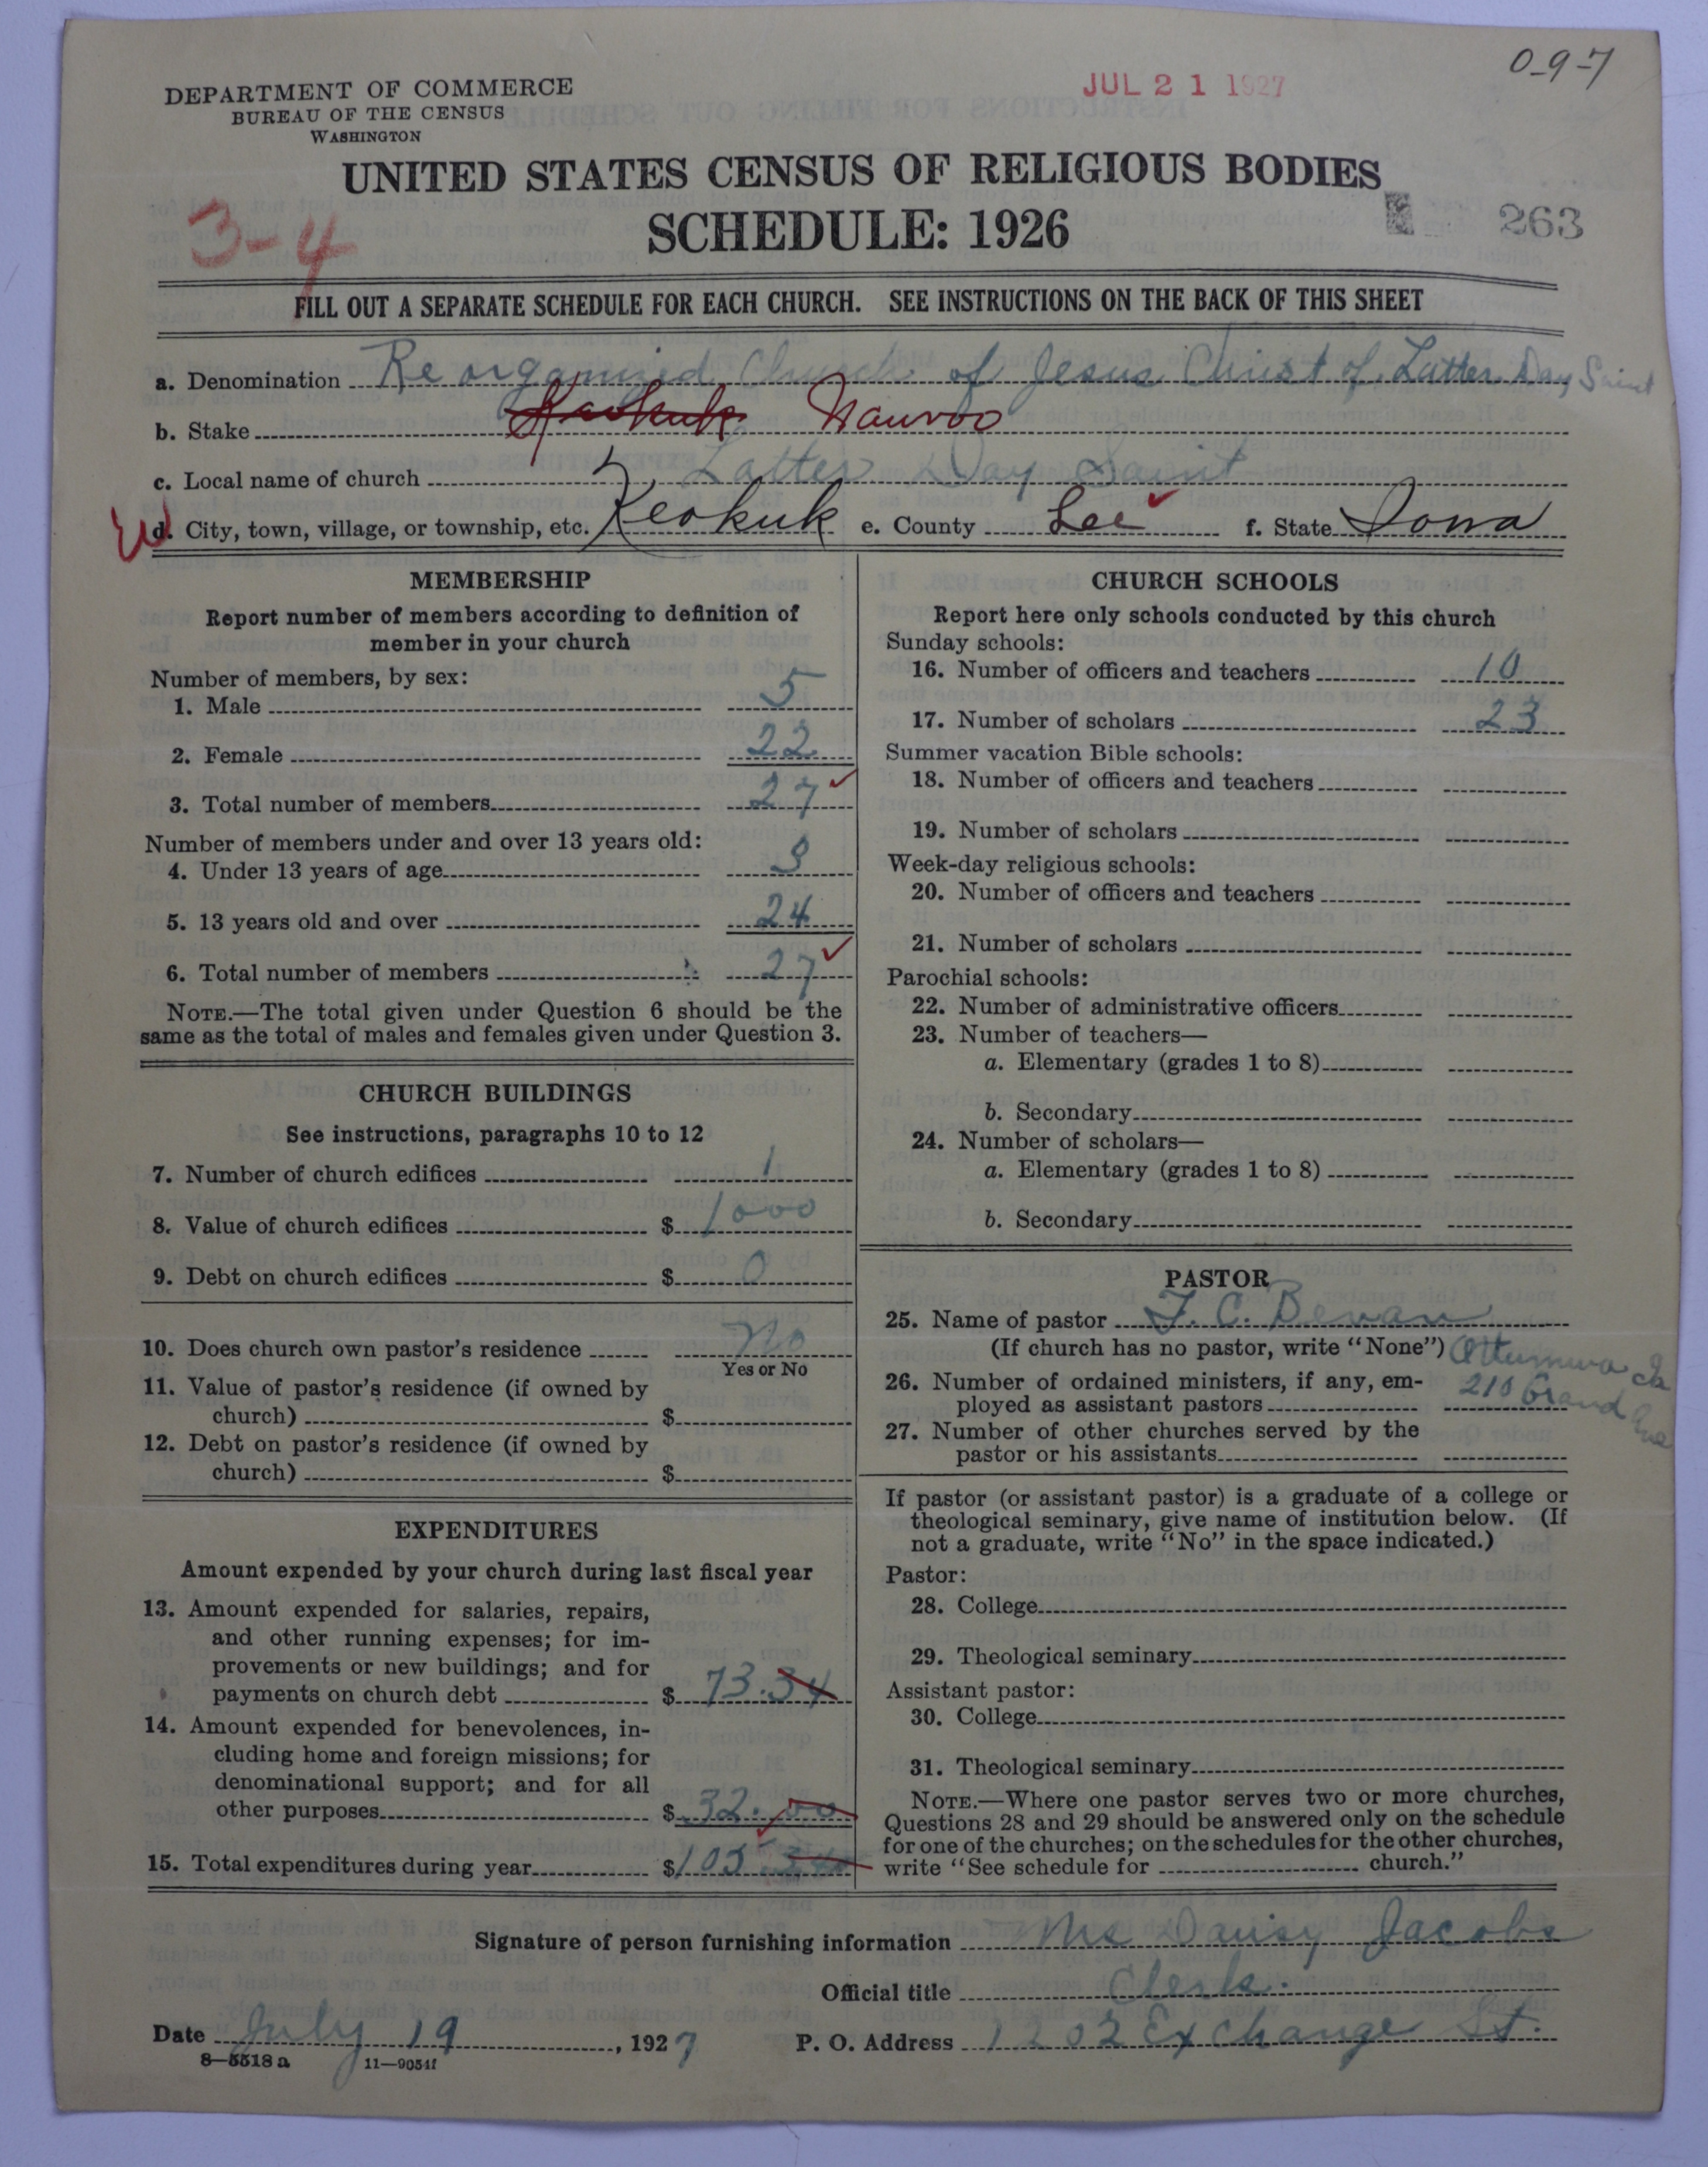 0-9-7
JUL 21 1927
DEPARTMENT OF COMMERCE
BUREAU OF THE CENSUS
WASHINGTON
UNITED STATES CENSUS OF RELIGIOUS BODIES
SCHEDULE: 1926
3-4
263
FILL OUT A SEPARATE SCHEDULE FOR EACH CHURCH. SEE INSTRUCTIONS ON THE BACK OF THIS SHEET
a. Denomination Reorganized Church of Jesus Christ of Latter Day Saint
b. Stake Keokuk Nauvoo
c. Local name of church Latter Day Saint
d. City, town, village, or township, etc. Keokuk e. County Lee f. State Iowa
MEMBERSHIP
Report number of members according to definition of
member in your church
Number of members, by sex:
1. Male 5
2. Female 22
3. Total number of members 27
Number of members under and over 13 years old:
4. Under 13 years of age 3
5. 13 years old and over 24
6. Total number of members 27
NOTE.—The total given under Question 6 should be the
same as the total of males and females given under Question 3.
CHURCH BUILDINGS
See instructions, paragraphs 10 to 12
7. Number of church edifices 1
8. Value of church edifices $ 1000
9. Debt on church edifices $ 0
10. Does church own pastor's residence No
Yes or No
11. Value of pastor's residence (if owned by
church) $
12. Debt on pastor's residence (if owned by
church) $
EXPENDITURES
Amount expended by your church during last fiscal year
13. Amount expended for salaries, repairs,
and other running expenses; for im-
provements or new buildings; and for
payments on church debt $ 73.34
14. Amount expended for benevolences, in-
cluding home and foreign missions; for
denominational support; and for all
other purposes $ 32.00
15. Total expenditures during year $ 105.34
CHURCH SCHOOLS
Report here only schools conducted by this church
Sunday schools:
16. Number of officers and teachers 10
17. Number of scholars 23
Summer vacation Bible schools:
18. Number of officers and teachers
19. Number of scholars
Week-day religious schools:
20. Number of officers and teachers
21. Number of scholars
Parochial schools:
22. Number of administrative officers
23. Number of teachers—
a. Elementary (grades 1 to 8)
b. Secondary
24. Number of scholars—
a. Elementary (grades 1 to 8)
b. Secondary
PASTOR
25. Name of pastor F. C. Bevan
(If church has no pastor, write "None") Ottumwa Ia
26. Number of ordained ministers, if any, em- 210 Grand Ave
ployed as assistant pastors
27. Number of other churches served by the
pastor or his assistants
If pastor (or assistant pastor) is a graduate of a college or
theological seminary, give name of institution below. (If
not a graduate, write "No" in the space indicated.)
Pastor:
28. College
29. Theological seminary
Assistant pastor:
30. College
31. Theological seminary
NOTE.—Where one pastor serves two or more churches,
Questions 28 and 29 should be answered only on the schedule
for one of the churches; on the schedules for the other churches,
write "See schedule for church."
Signature of person furnishing information Mrs Daisy Jacobs
Official title Clerk.
Date July 19, 1927 P. O. Address 1202 Exchange St.
8-5518 a 11-9051f